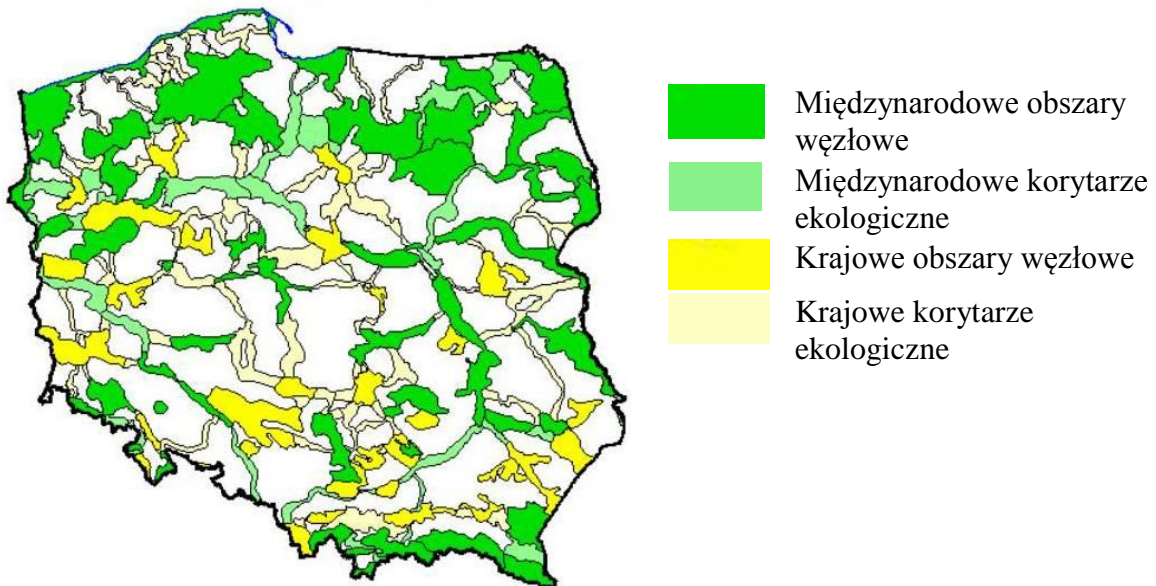 Międzynarodowe obszary
węzłowe
Międzynarodowe korytarze
ekologiczne
Krajowe obszary węzłowe
Krajowe korytarze
ekologiczne